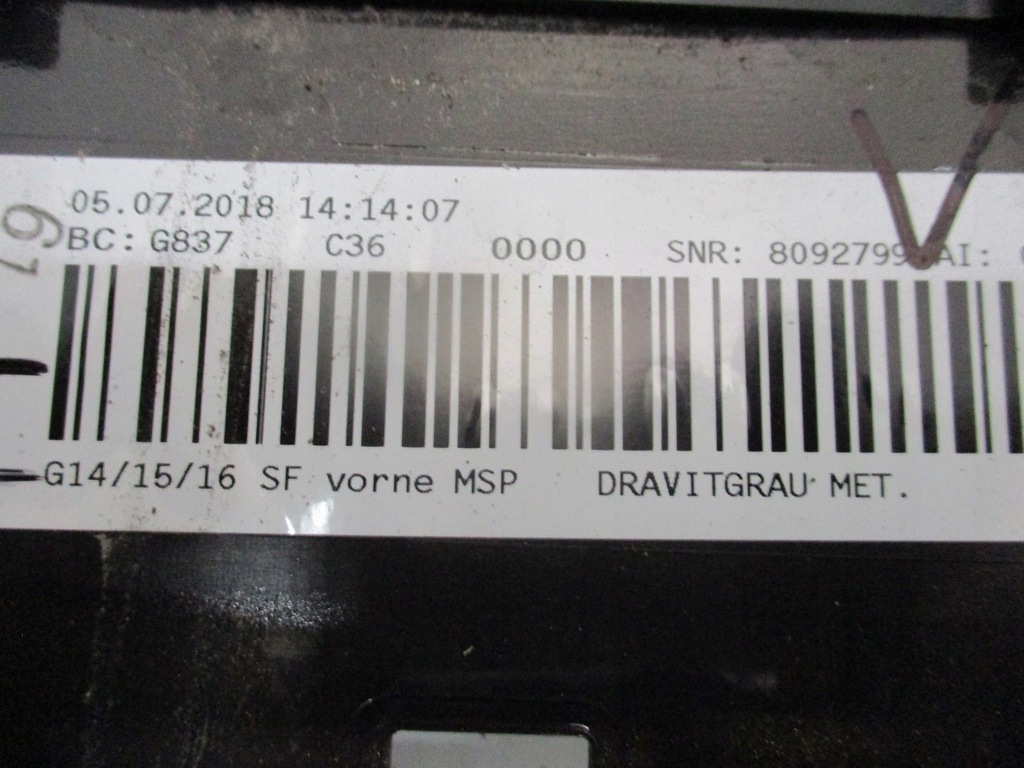 05.07.2018 14:14:07
BC: G837 C36 0000 SNR: AI:
G14/15/16 SF vorne MSP DRAVITGRAU MET.